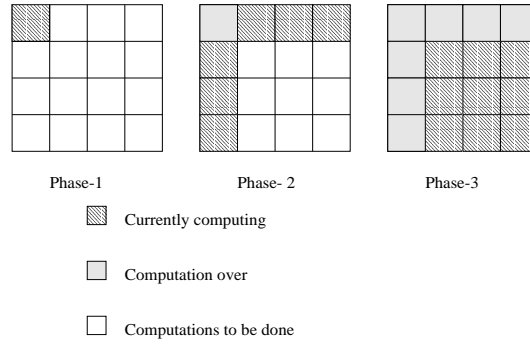 Phase-1
Phase- 2
Phase-3
Currently computing
Computation over
Computations to be done